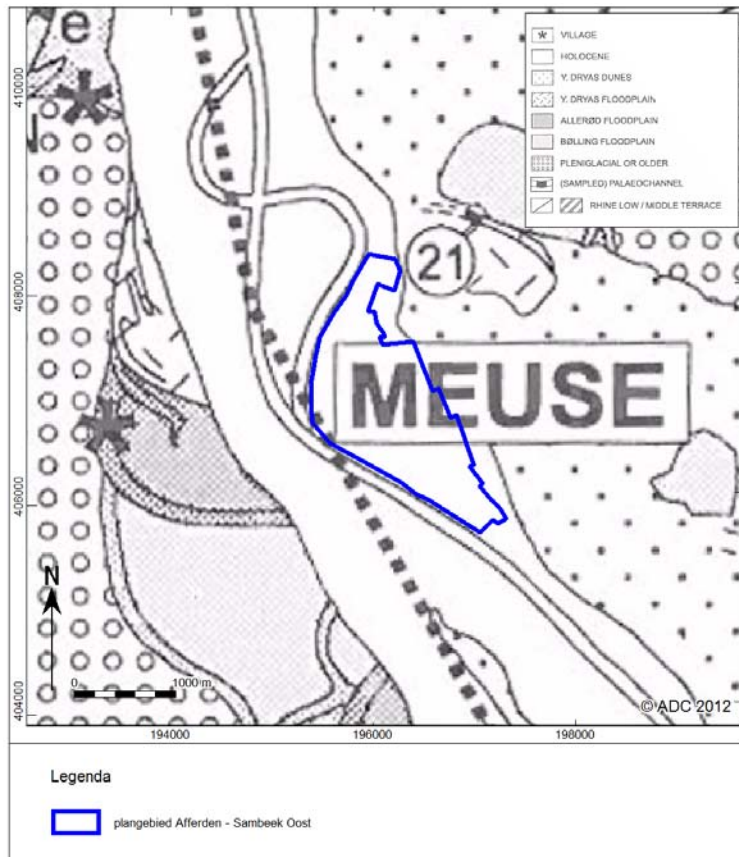 e
VILLAGE
HOLOCENE
Y. DRYAS DUNES
Y. DRYAS FLOODPLAIN
ALLERØD FLOODPLAIN
BØLLING FLOODPLAIN
PLENIGLACIAL OR OLDER
(SAMPLED) PALAEOCHANNEL
RHINE LOW / MIDDLE TERRACE
410000
408000
406000
404000
21
MEUSE
N
0 1000 m
© ADC 2012
194000 196000 198000
Legenda
plangebied Afferden - Sambeek Oost